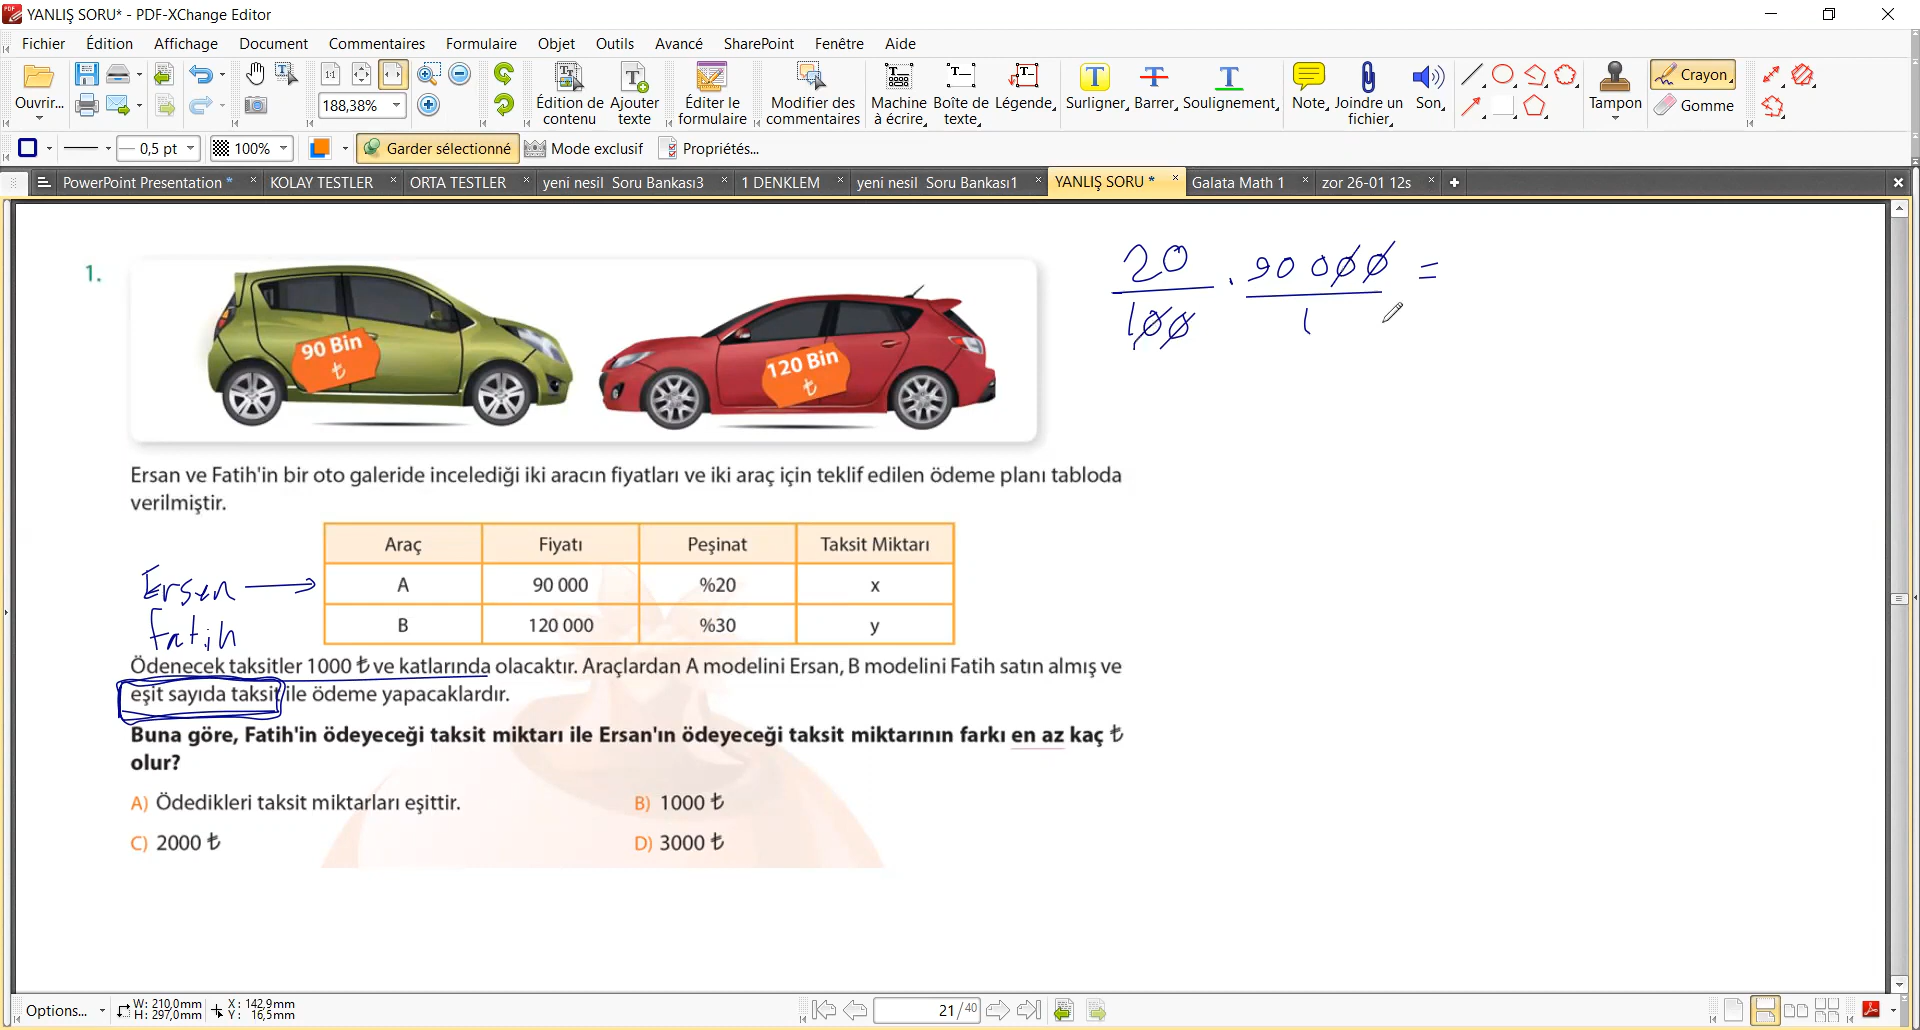 YANLIŞ SORU* - PDF-XChange Editor
Fichier Édition Affichage Document Commentaires Formulaire Objet Outils Avancé SharePoint Fenêtre Aide
Ouvrir... 188,38% Édition de contenu Ajouter texte Éditer le formulaire Modifier des commentaires Machine à écrire Boîte de texte Légende Surligner Barrer Soulignement Note Joindre un fichier Son Tampon Crayon Gomme
0,5 pt 100% Garder sélectionné Mode exclusif Propriétés...
PowerPoint Presentation * KOLAY TESTLER ORTA TESTLER yeni nesil Soru Bankası3 1 DENKLEM yeni nesil Soru Bankası1 YANLIŞ SORU * Galata Math 1 zor 26-01 12s
1.
90 Bin ₺
120 Bin ₺
20/100 . 90 000/1 =
Ersan ve Fatih'in bir oto galeride incelediği iki aracın fiyatları ve iki araç için teklif edilen ödeme planı tabloda
verilmiştir.
Araç Fiyatı Peşinat Taksit Miktarı
Ersen → A 90 000 %20 x
Fatih B 120 000 %30 y
Ödenecek taksitler 1000 ₺ ve katlarında olacaktır. Araçlardan A modelini Ersan, B modelini Fatih satın almış ve
eşit sayıda taksit ile ödeme yapacaklardır.
Buna göre, Fatih'in ödeyeceği taksit miktarı ile Ersan'ın ödeyeceği taksit miktarının farkı en az kaç ₺
olur?
A) Ödedikleri taksit miktarları eşittir. B) 1000 ₺
C) 2000 ₺ D) 3000 ₺
Options... W: 210,0mm H: 297,0mm X: 142,9mm Y: 16,5mm 21 / 40